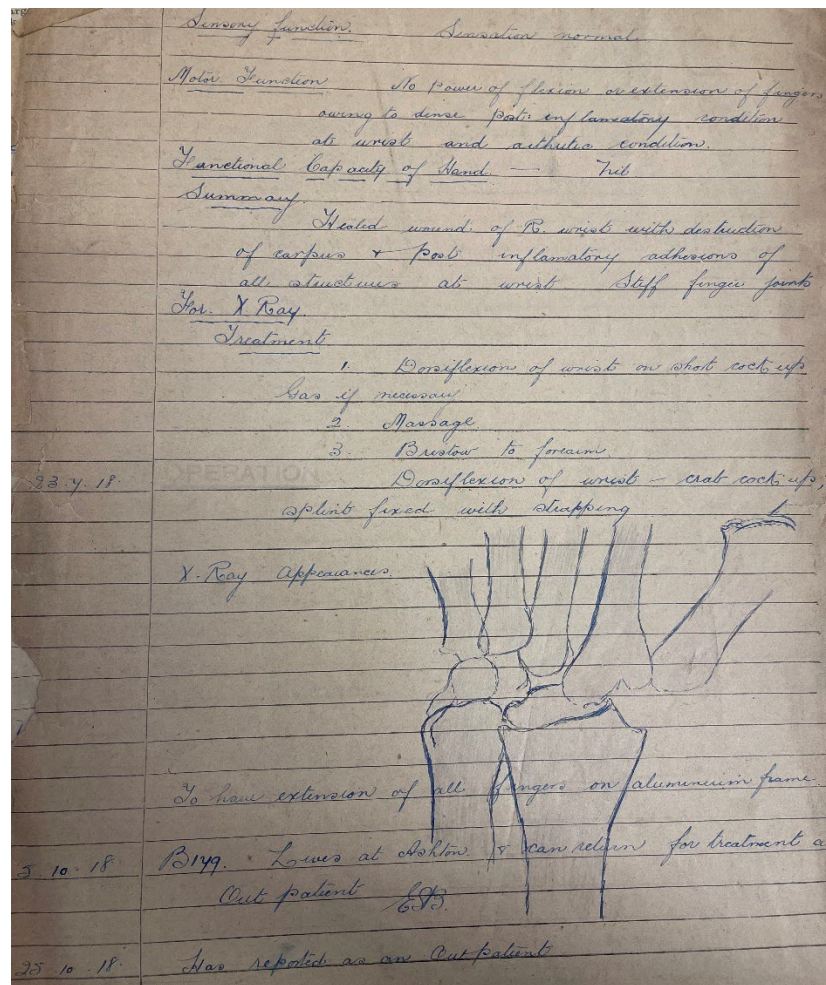 Sensory function. Sensation normal.
Motor Function No Power of flexion or extension of fingers
owing to dense post: inflamatory condition
at wrist and arthritic condition.
Functional Capacity of Hand. — Nil
Summary.
Healed wound of R. wrist with destruction
of carpus + Post inflamatory adhesions of
all structures at wrist Stiff finger joints
For X Ray.
Treatment
1. Dorsiflexion of wrist on short cock up
Gas if necessary
2. Massage.
3. Bristow to forearm.
23.7.18. Dorsiflexion of wrist – crab cock up,
splint fixed with strapping
X-Ray Appearances.
To have extension of all fingers on aluminium frame.
5 10 18 B179. Lives at Ashton & can return for treatment a
Out patient EB.
25.10.18. Has reported as an Out patient